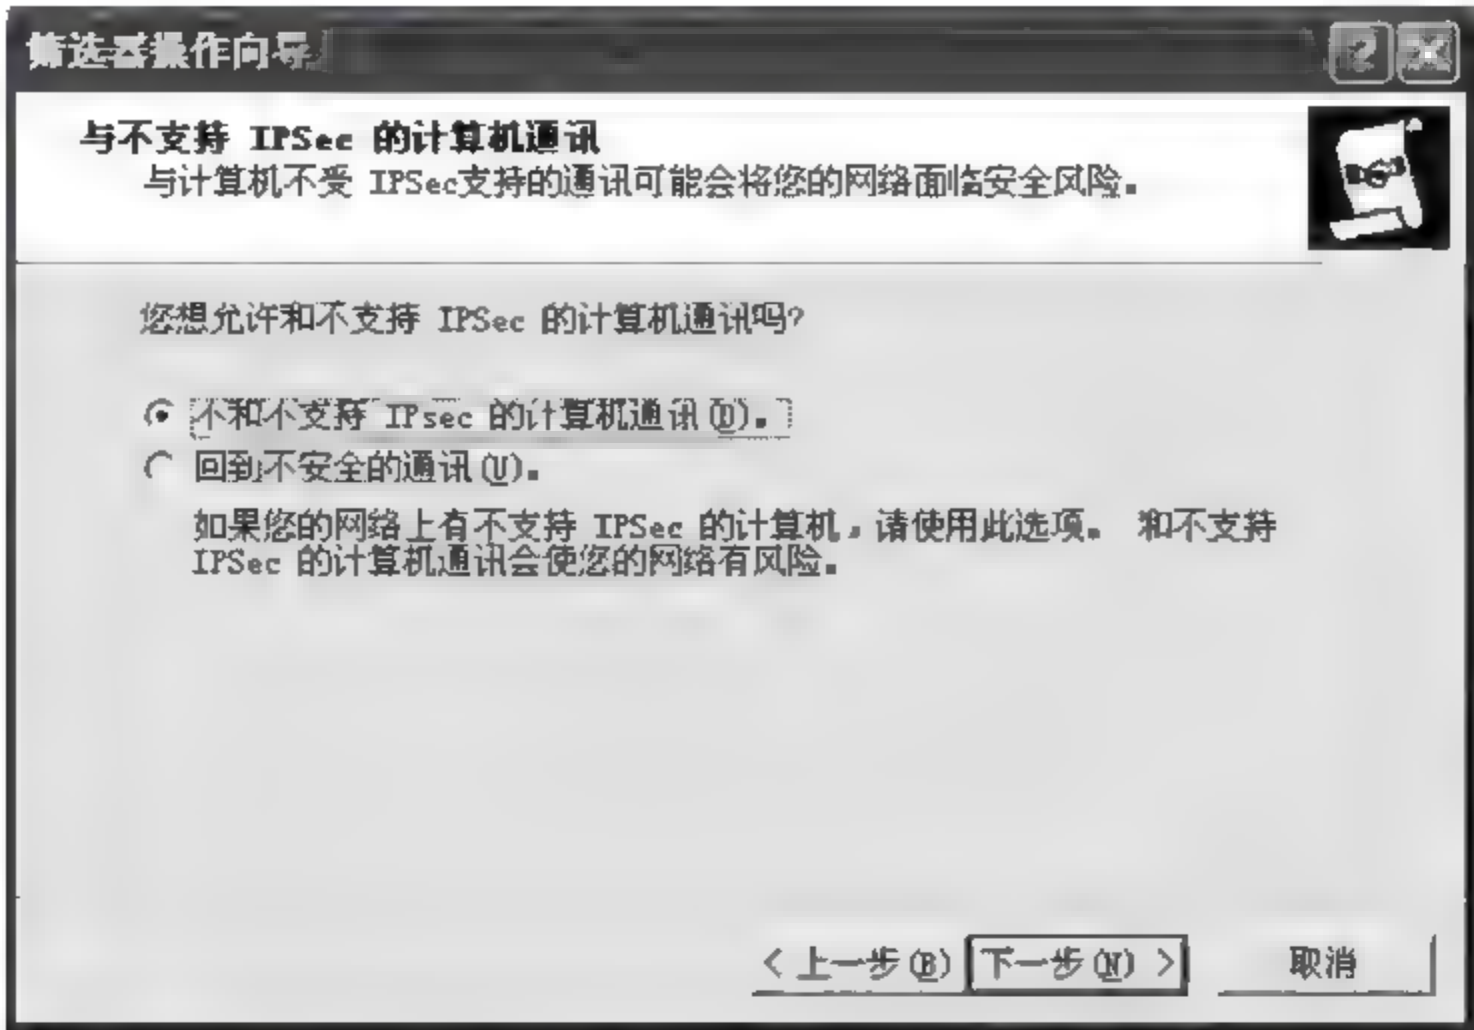 筛选器操作向导
与不支持 IPSec 的计算机通讯
与计算机不受 IPSec支持的通讯可能会将您的网络面临安全风险。
您想允许和不支持 IPSec 的计算机通讯吗?
不和不支持 IPsec 的计算机通讯(D)。
回到不安全的通讯(U)。
如果您的网络上有不支持 IPSec 的计算机，请使用此选项。 和不支持
IPSec 的计算机通讯会使您的网络有风险。
< 上一步(B) 下一步(N) > 取消